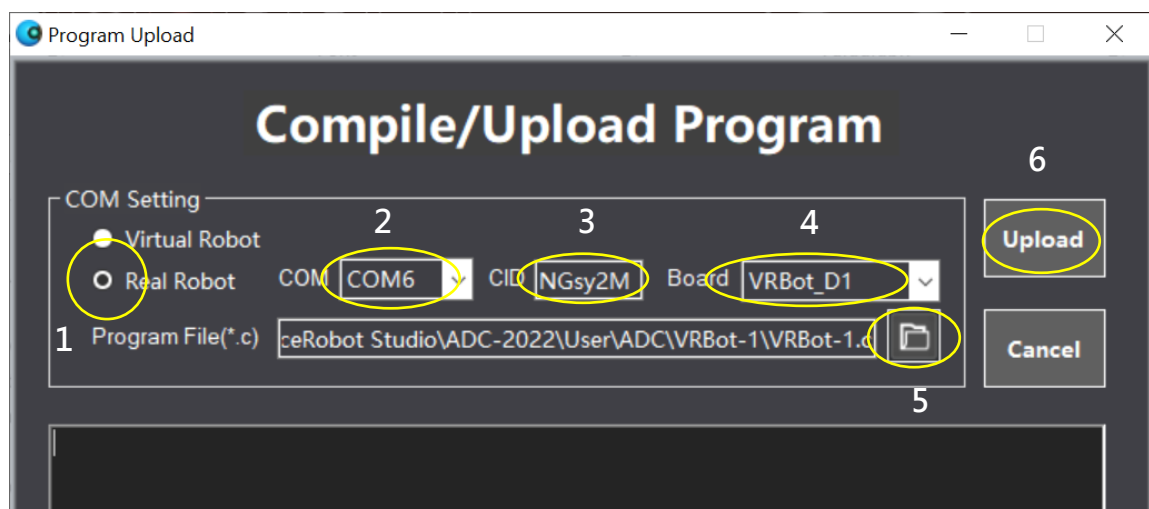 Program Upload
Compile/Upload Program
6
COM Setting
2 3 4
Virtual Robot
Upload
Real Robot COM COM6 CID NGsy2M Board VRBot_D1
1 Program File(*.c) ceRobot Studio\ADC-2022\User\ADC\VRBot-1\VRBot-1.c
Cancel
5